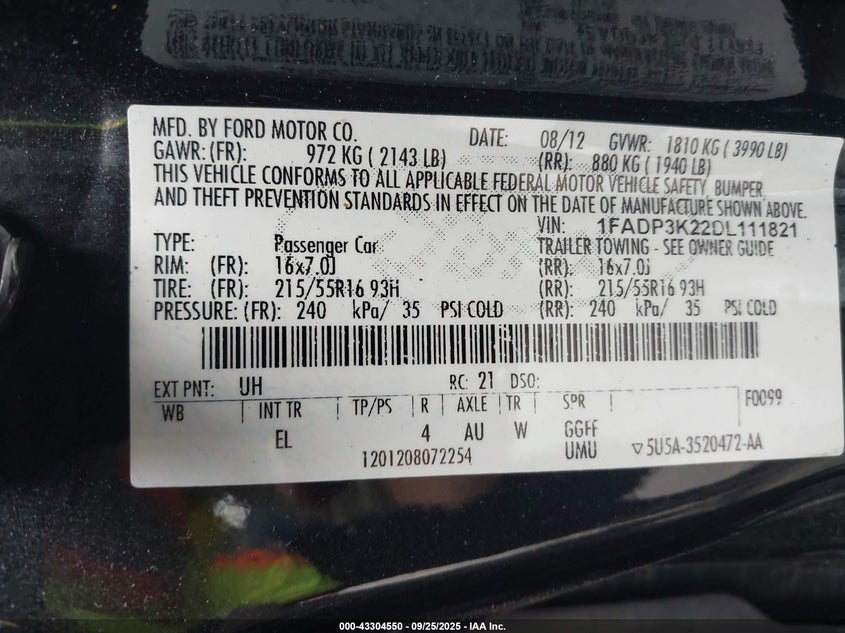 MFD. BY FORD MOTOR CO. DATE: 08/12 GVWR: 1810 KG ( 3990 LB)
GAWR: (FR): 972 KG ( 2143 LB) (RR): 880 KG ( 1940 LB)
THIS VEHICLE CONFORMS TO ALL APPLICABLE FEDERAL MOTOR VEHICLE SAFETY, BUMPER,
AND THEFT PREVENTION STANDARDS IN EFFECT ON THE DATE OF MANUFACTURE SHOWN ABOVE.
VIN: 1FADP3K22DL111821
TYPE: Passenger Car TRAILER TOWING - SEE OWNER GUIDE
RIM: (FR): 16x7.0J (RR): 16x7.0J
TIRE: (FR): 215/55R16 93H (RR): 215/55R16 93H
PRESSURE: (FR): 240 kPa/ 35 PSI COLD (RR): 240 kPa/ 35 PSI COLD
EXT PNT: UH RC: 21 DSO:
WB INT TR TP/PS R AXLE TR SPR F0099
EL 4 AU W GGFF
1201208072254 UMU ▽5U5A-3520472-AA
000-43304550 - 09/25/2025 - IAA Inc.